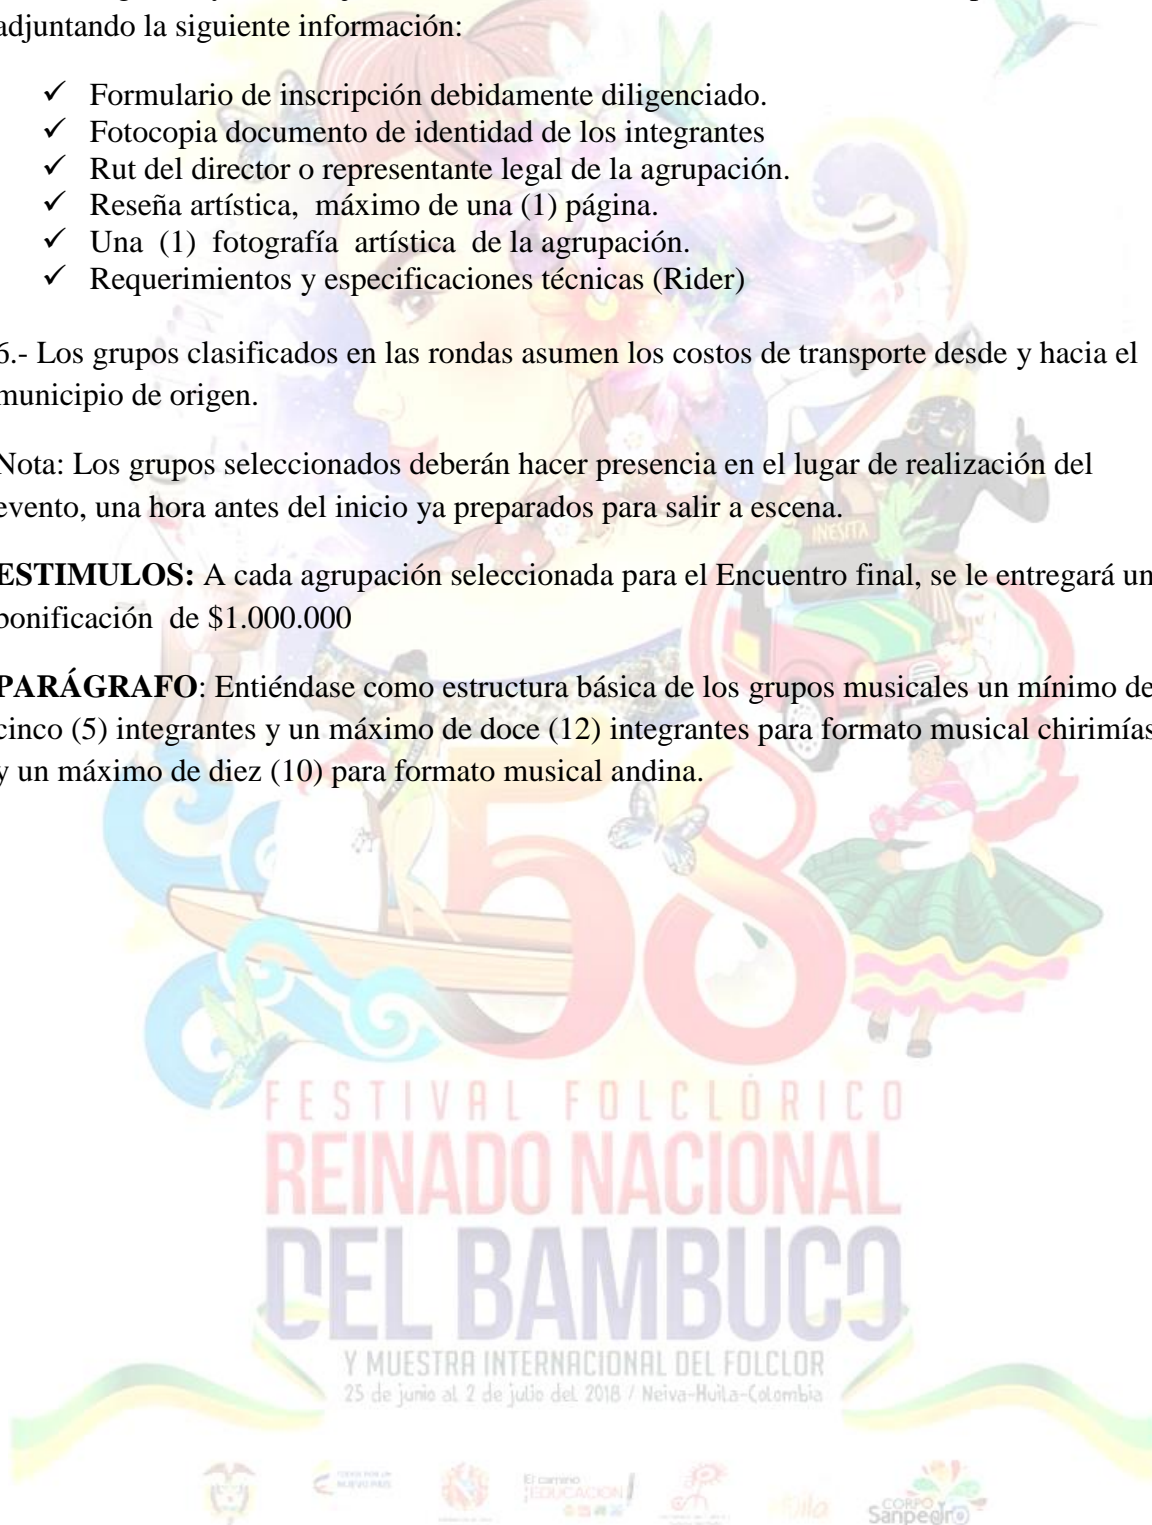 adjuntando la siguiente información:
✓ Formulario de inscripción debidamente diligenciado.
✓ Fotocopia documento de identidad de los integrantes
✓ Rut del director o representante legal de la agrupación.
✓ Reseña artística, máximo de una (1) página.
✓ Una (1) fotografía artística de la agrupación.
✓ Requerimientos y especificaciones técnicas (Rider)
6.- Los grupos clasificados en las rondas asumen los costos de transporte desde y hacia el
municipio de origen.
Nota: Los grupos seleccionados deberán hacer presencia en el lugar de realización del
evento, una hora antes del inicio ya preparados para salir a escena.
INESITA
ESTIMULOS: A cada agrupación seleccionada para el Encuentro final, se le entregará un
bonificación de $1.000.000
PARÁGRAFO: Entiéndase como estructura básica de los grupos musicales un mínimo de
cinco (5) integrantes y un máximo de doce (12) integrantes para formato musical chirimías
y un máximo de diez (10) para formato musical andina.
58
FESTIVAL FOLCLÓRICO
REINADO NACIONAL
DEL BAMBUCO
Y MUESTRA INTERNACIONAL DEL FOLCLOR
25 de junio al 2 de julio del 2018 / Neiva-Huila-Colombia
TODOS POR UN
NUEVO PAÍS
El camino
¡EDUCACIÓN!
CORPO
Sanpedro